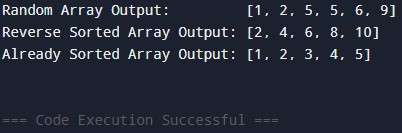 Random Array Output:         [1, 2, 5, 5, 6, 9]
Reverse Sorted Array Output: [2, 4, 6, 8, 10]
Already Sorted Array Output: [1, 2, 3, 4, 5]
=== Code Execution Successful ===